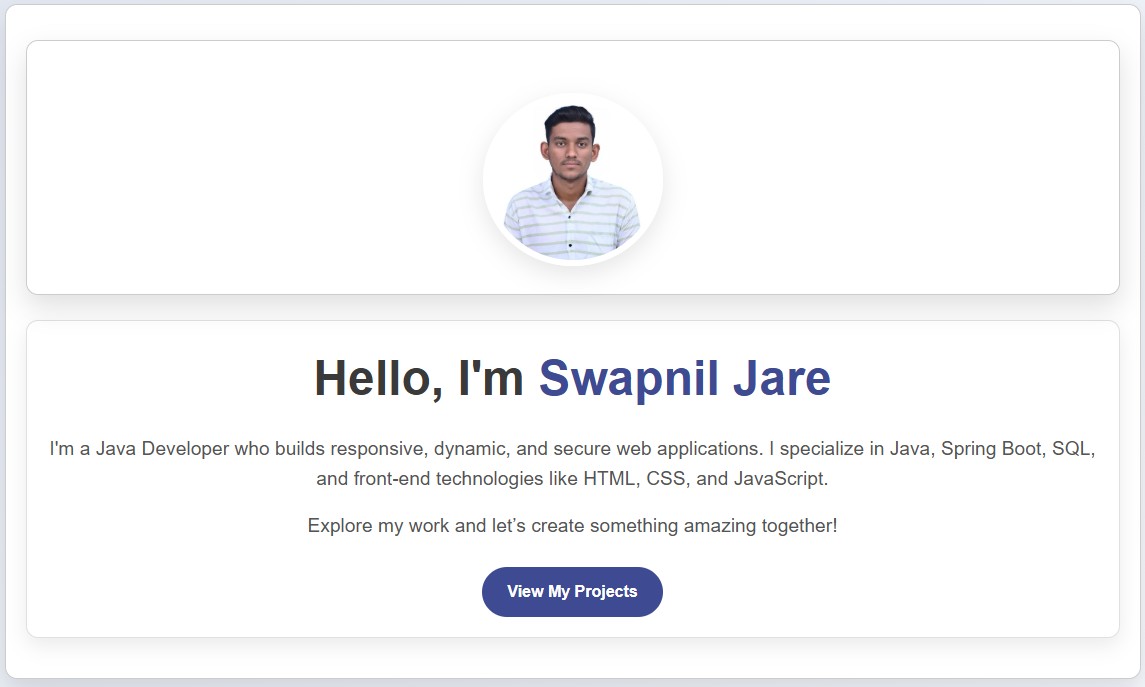 Hello, I'm Swapnil Jare
I'm a Java Developer who builds responsive, dynamic, and secure web applications. I specialize in Java, Spring Boot, SQL,
and front-end technologies like HTML, CSS, and JavaScript.
Explore my work and let’s create something amazing together!
View My Projects